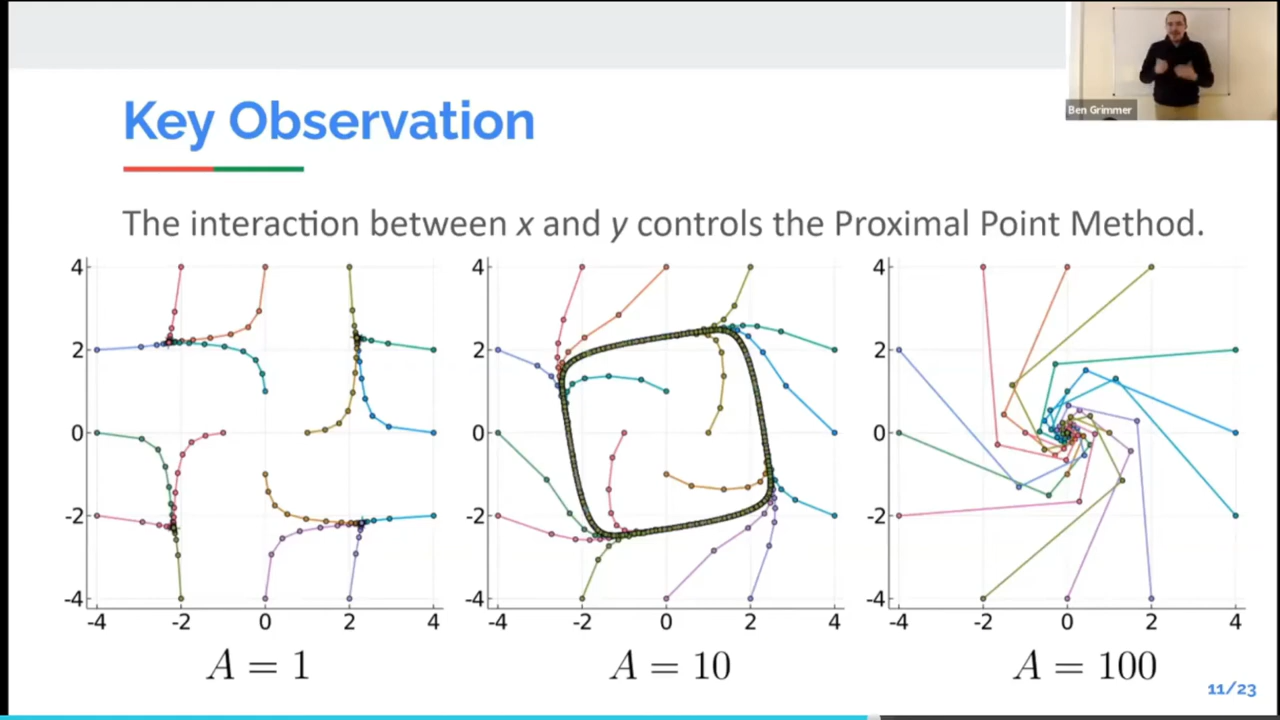 Ben Grimmer
Key Observation
The interaction between x and y controls the Proximal Point Method.
4
2
0
-2
-4
-4 -2 0 2 4
A = 1
4
2
0
-2
-4
-4 -2 0 2 4
A = 10
4
2
0
-2
-4
-4 -2 0 2 4
A = 100
11/23